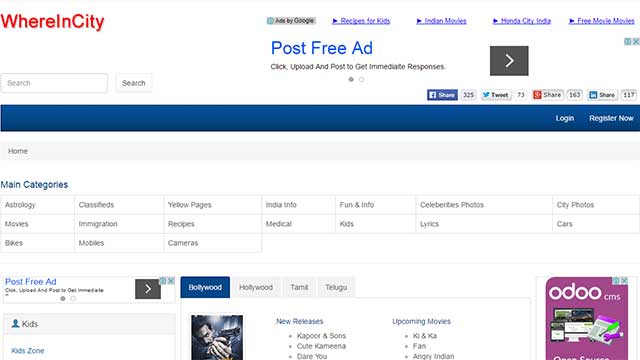 WhereInCity
Ads by Google
► Recipes for Kids
► Indian Movies
► Honda City India
► Free Movie Movies
Post Free Ad
Click, Upload And Post to Get Immediaite Responses.
Search
Search
Share 325
Tweet 73
Share 163
Share 117
Login Register Now
Home
Main Categories
Astrology Classifieds Yellow Pages India Info Fun & Info Celeberities Photos City Photos
Movies Immigration Recipes Medical Kids Lyrics Cars
Bikes Mobiles Cameras
Post Free Ad
Click, Upload And Post to Get Immediaite
Kids
Kids Zone
Bollywood Hollywood Tamil Telugu
New Releases
Kapoor & Sons
Cute Kameena
Dare You
Upcoming Movies
Ki & Ka
Fan
Angry Indian
odoo cms
Open Source